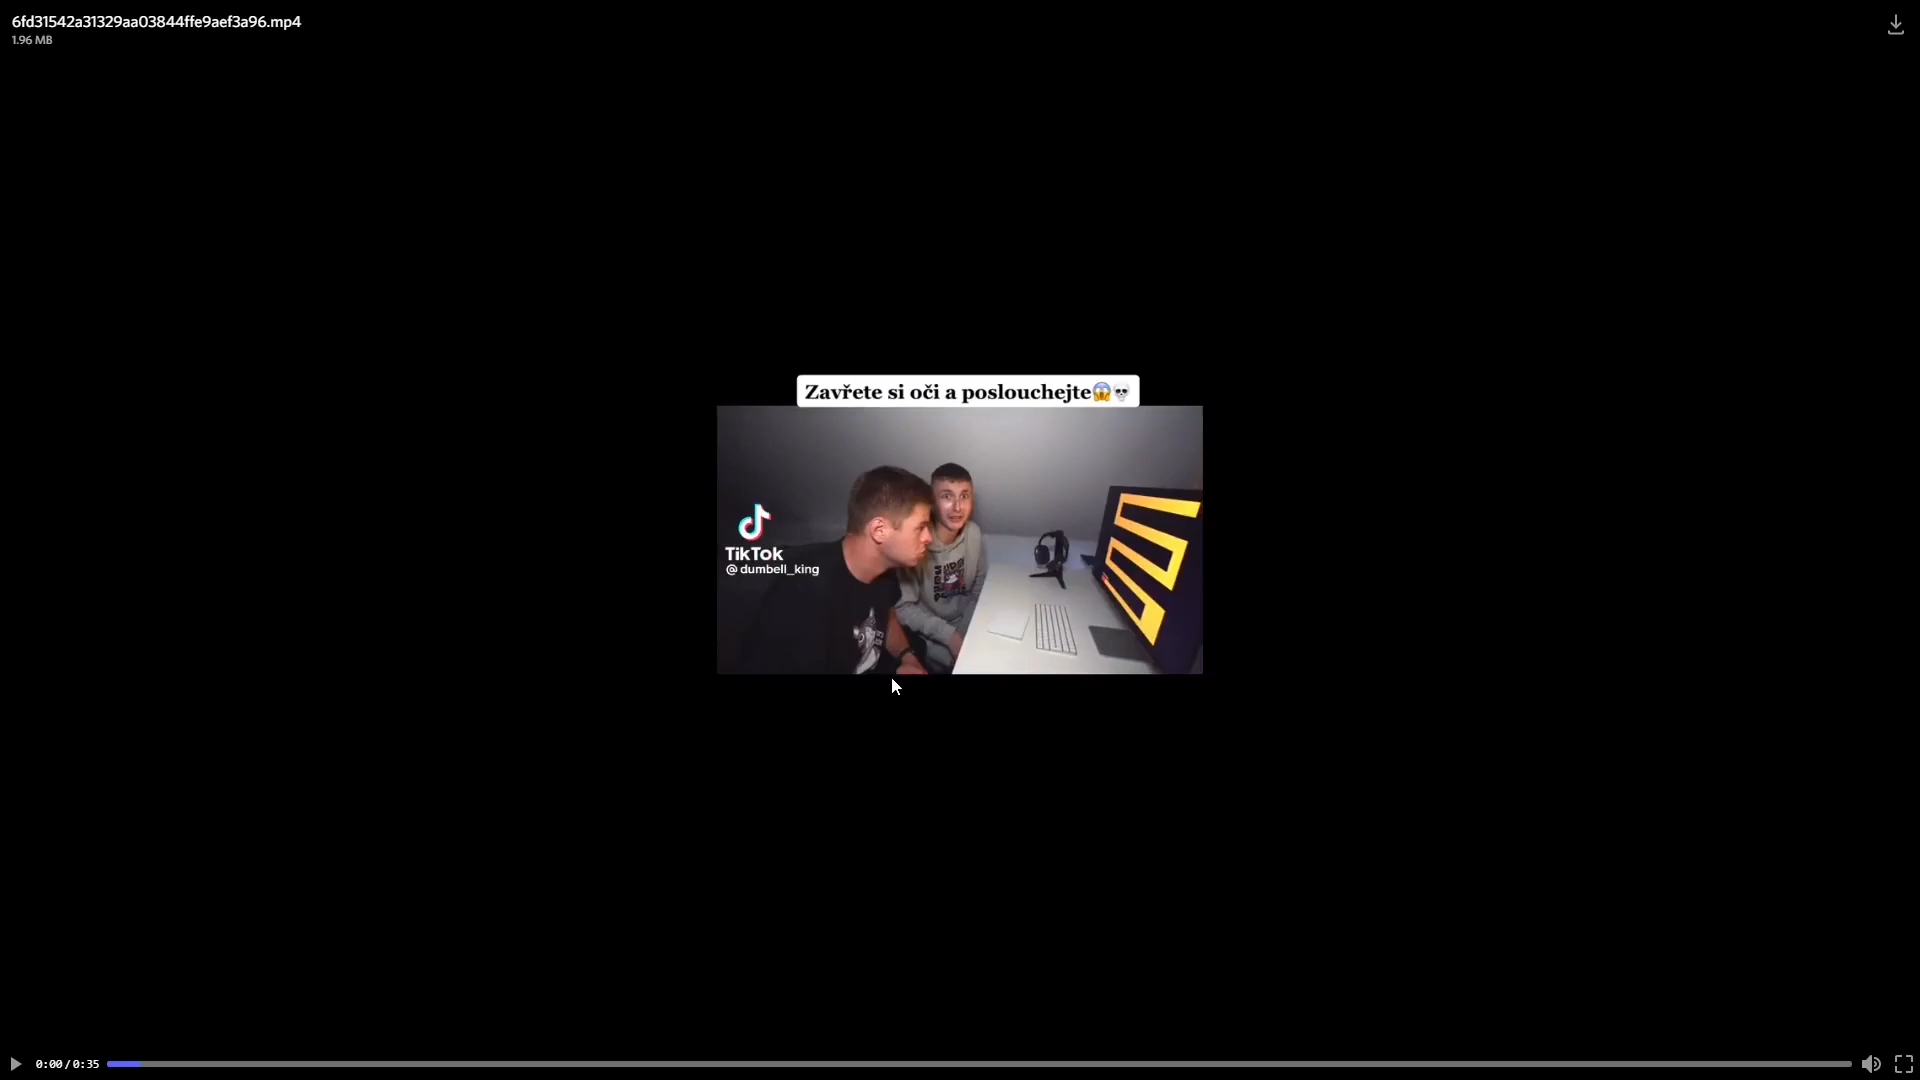 6fd31542a31329aa03844ffe9aef3a96.mp4
1.96 MB
Zavřete si oči a poslouchejte😱💀
TikTok
@ dumbell_king
0:00 / 0:35